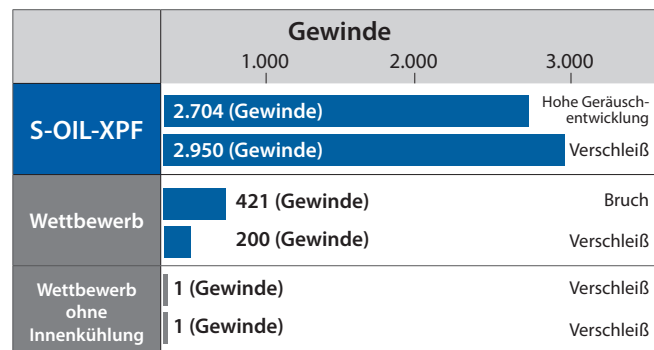 Gewinde
1.000 2.000 3.000
S-OIL-XPF
2.704 (Gewinde)
Hohe Geräusch-
entwicklung
2.950 (Gewinde)
Verschleiß
Wettbewerb
421 (Gewinde)
Bruch
200 (Gewinde)
Verschleiß
Wettbewerb
ohne
Innenkühlung
1 (Gewinde)
Verschleiß
1 (Gewinde)
Verschleiß